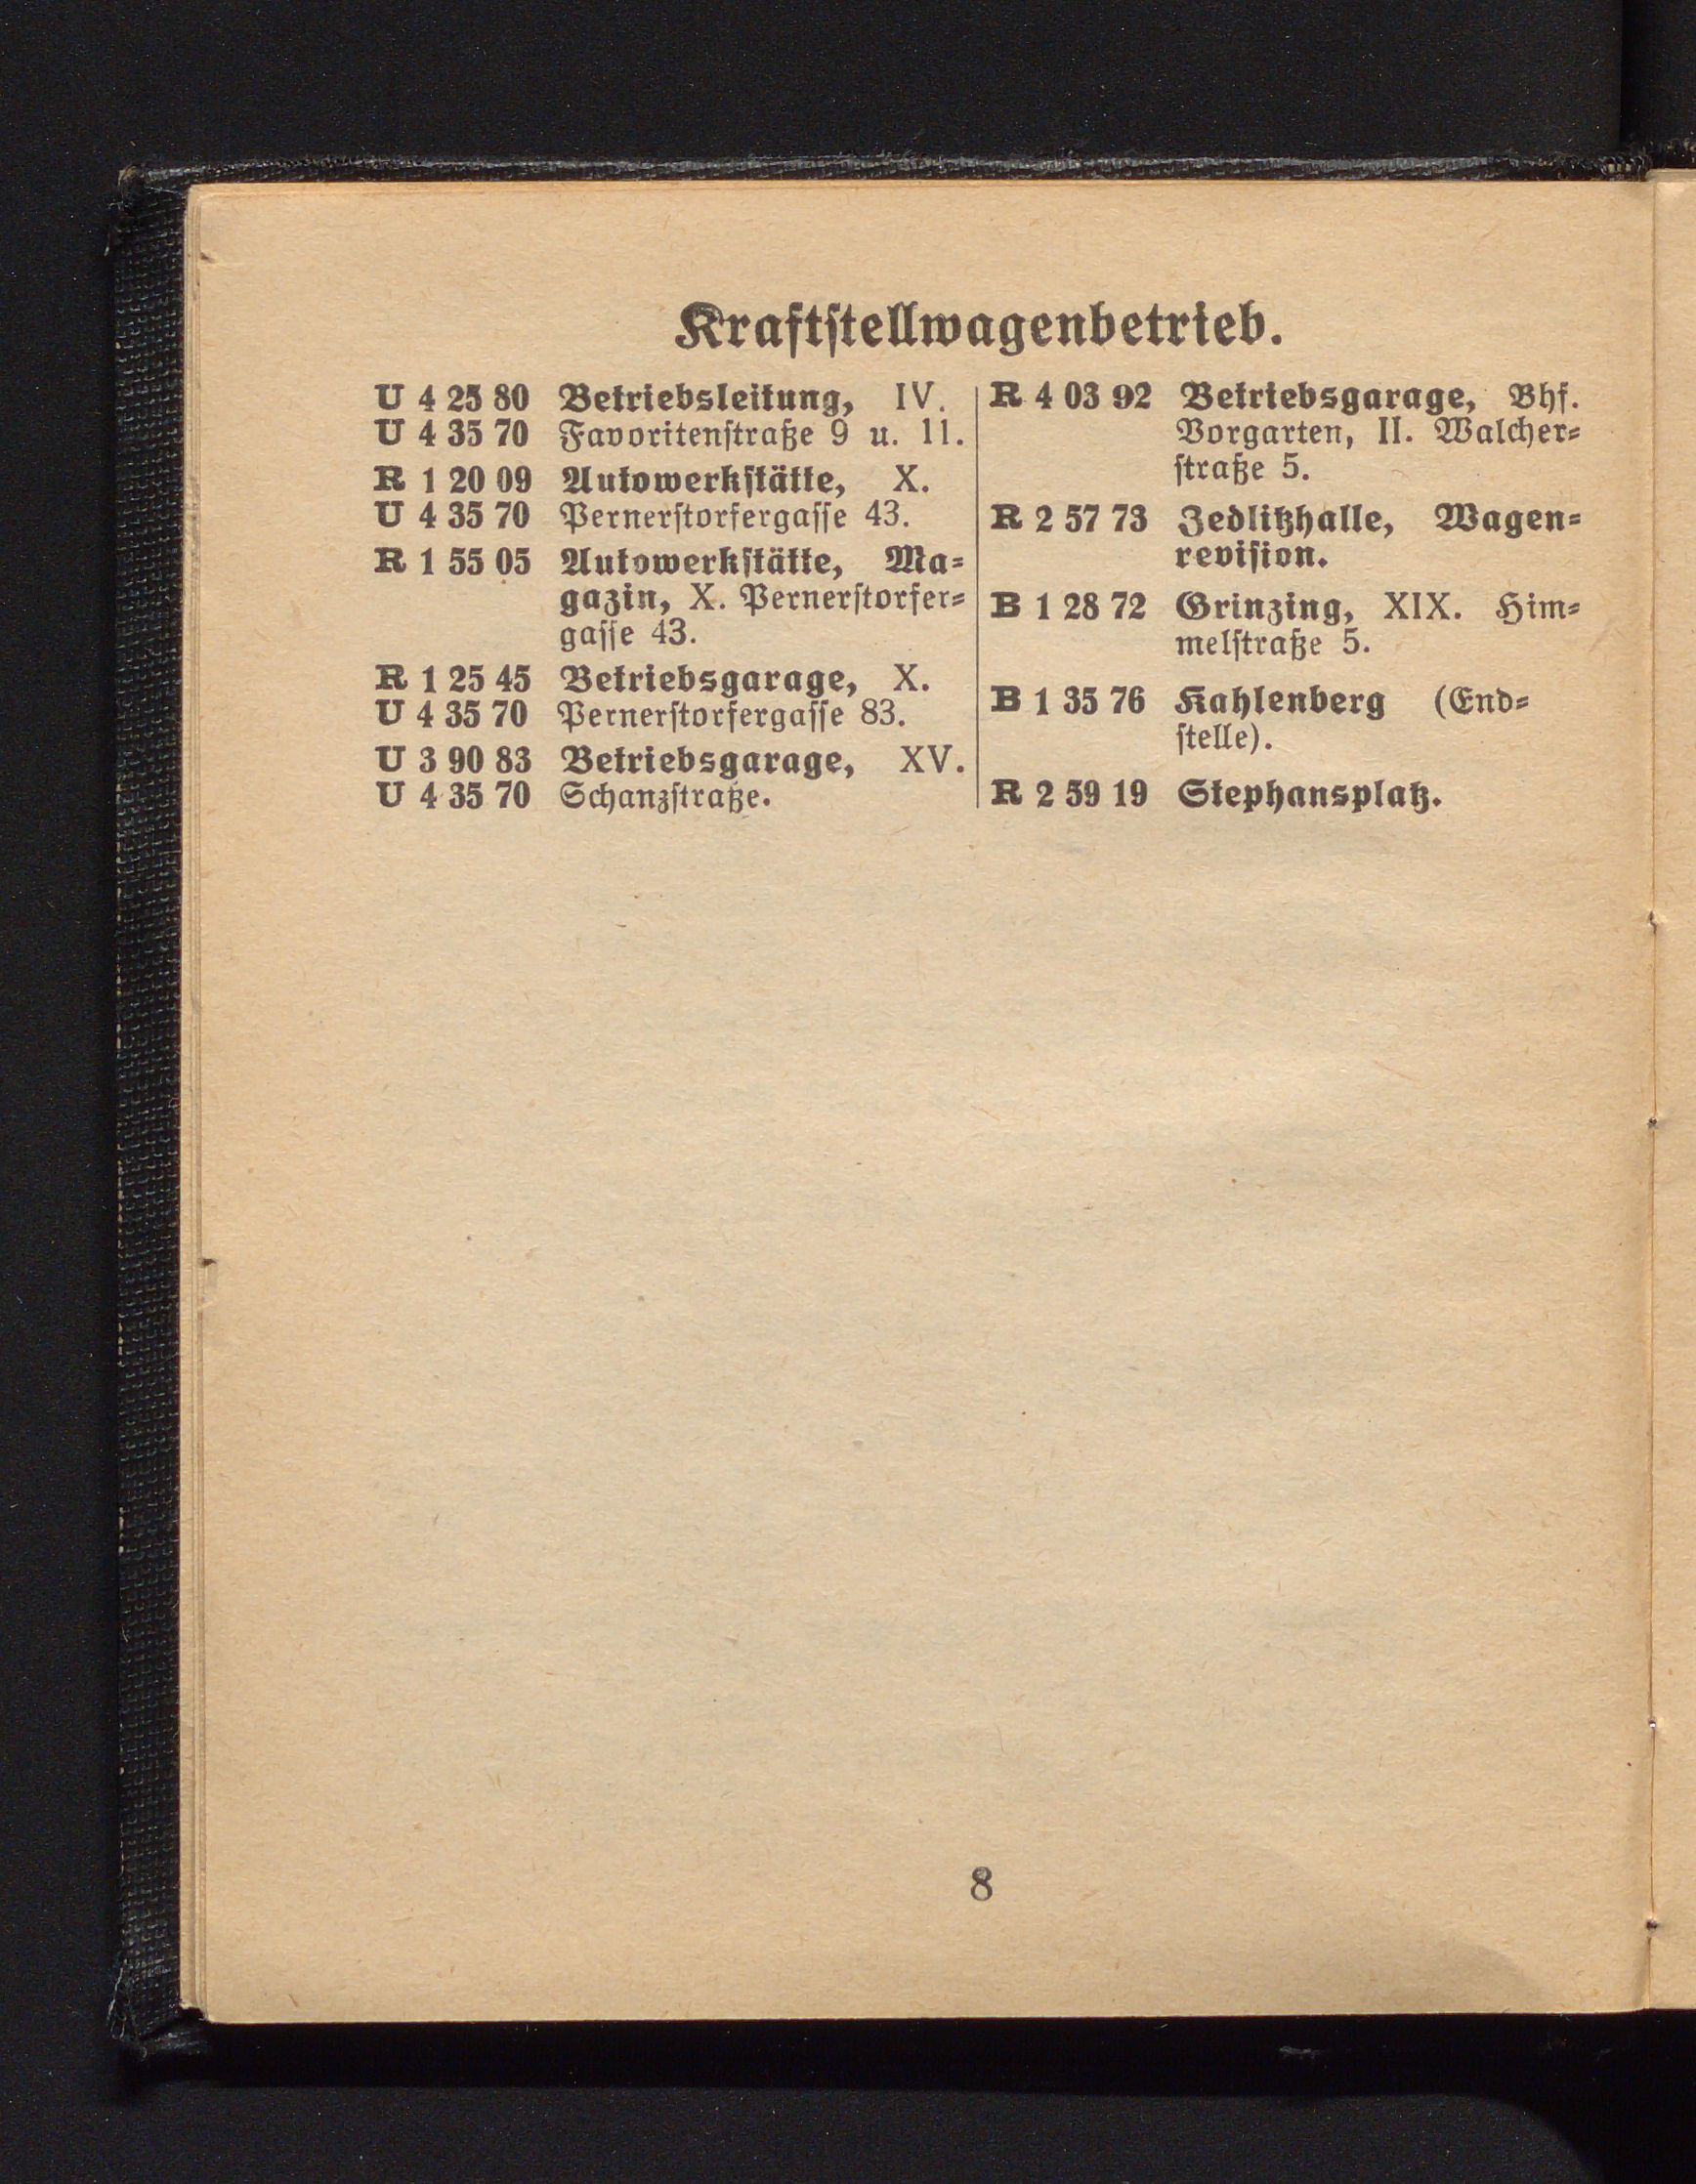 Kraftstellwagenbetrieb.
U 4 25 80 Betriebsleitung, IV.
U 4 35 70 Favoritenstraße 9 u. 11.
R 1 20 09 Autowerkstätte, X.
U 4 35 70 Pernerstorfergasse 43.
R 1 55 05 Autowerkstätte, Ma-
gazin, X. Pernerstorfer-
gasse 43.
R 1 25 45 Betriebsgarage, X.
U 4 35 70 Pernerstorfergasse 83.
U 3 90 83 Betriebsgarage, XV.
U 4 35 70 Schanzstraße.
R 4 03 92 Betriebsgarage, Bhf.
Vorgarten, II. Walcher-
straße 5.
R 2 57 73 Zedlitzhalle, Wagen-
revision.
B 1 28 72 Grinzing, XIX. Him-
melstraße 5.
B 1 35 76 Kahlenberg (End-
stelle).
R 2 59 19 Stephansplatz.
8